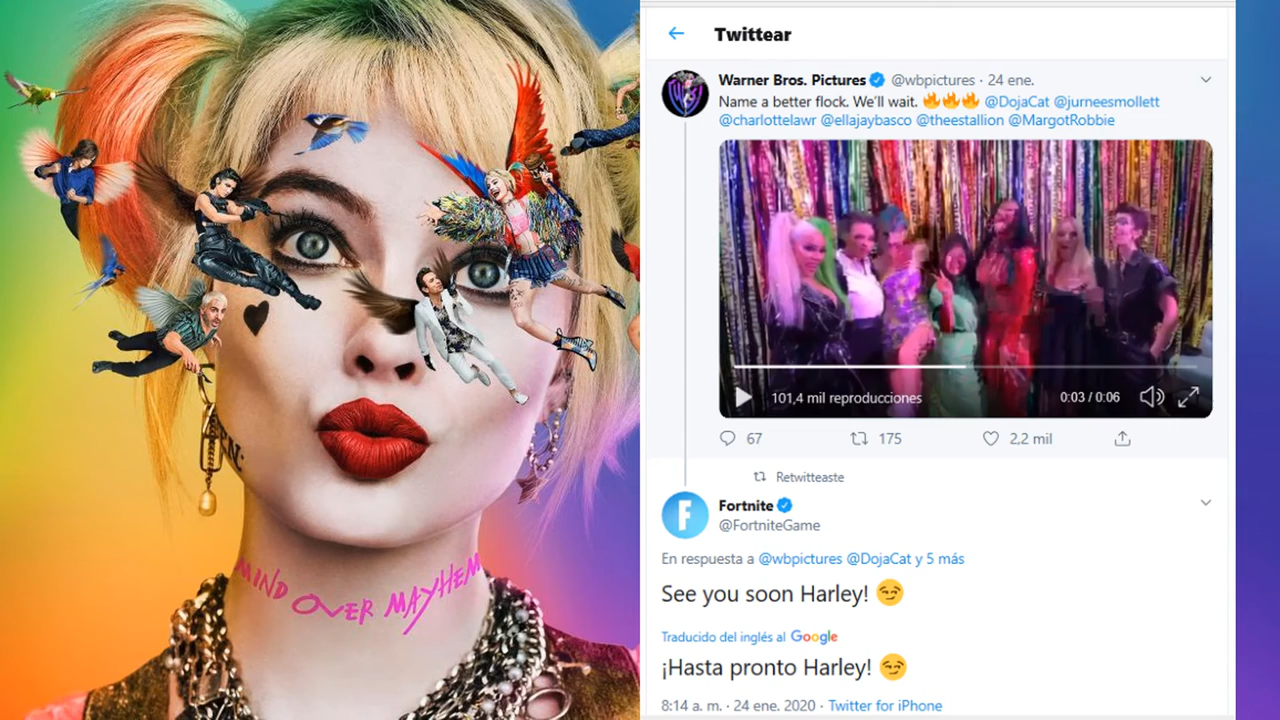 MIND OVER MAYHEM
Twittear
Warner Bros. Pictures @wbpictures · 24 ene.
Name a better flock. We'll wait. 🔥🔥🔥 @DojaCat @jurneesmollett
@charlottelawr @ellajaybasco @theestallion @MargotRobbie
101,4 mil reproducciones
0:03 / 0:06
67
175
2,2 mil
Retwitteaste
Fortnite
@FortniteGame
En respuesta a @wbpictures @DojaCat y 5 más
See you soon Harley! 😏
Traducido del inglés al Google
¡Hasta pronto Harley! 😏
8:14 a. m. · 24 ene. 2020 · Twitter for iPhone